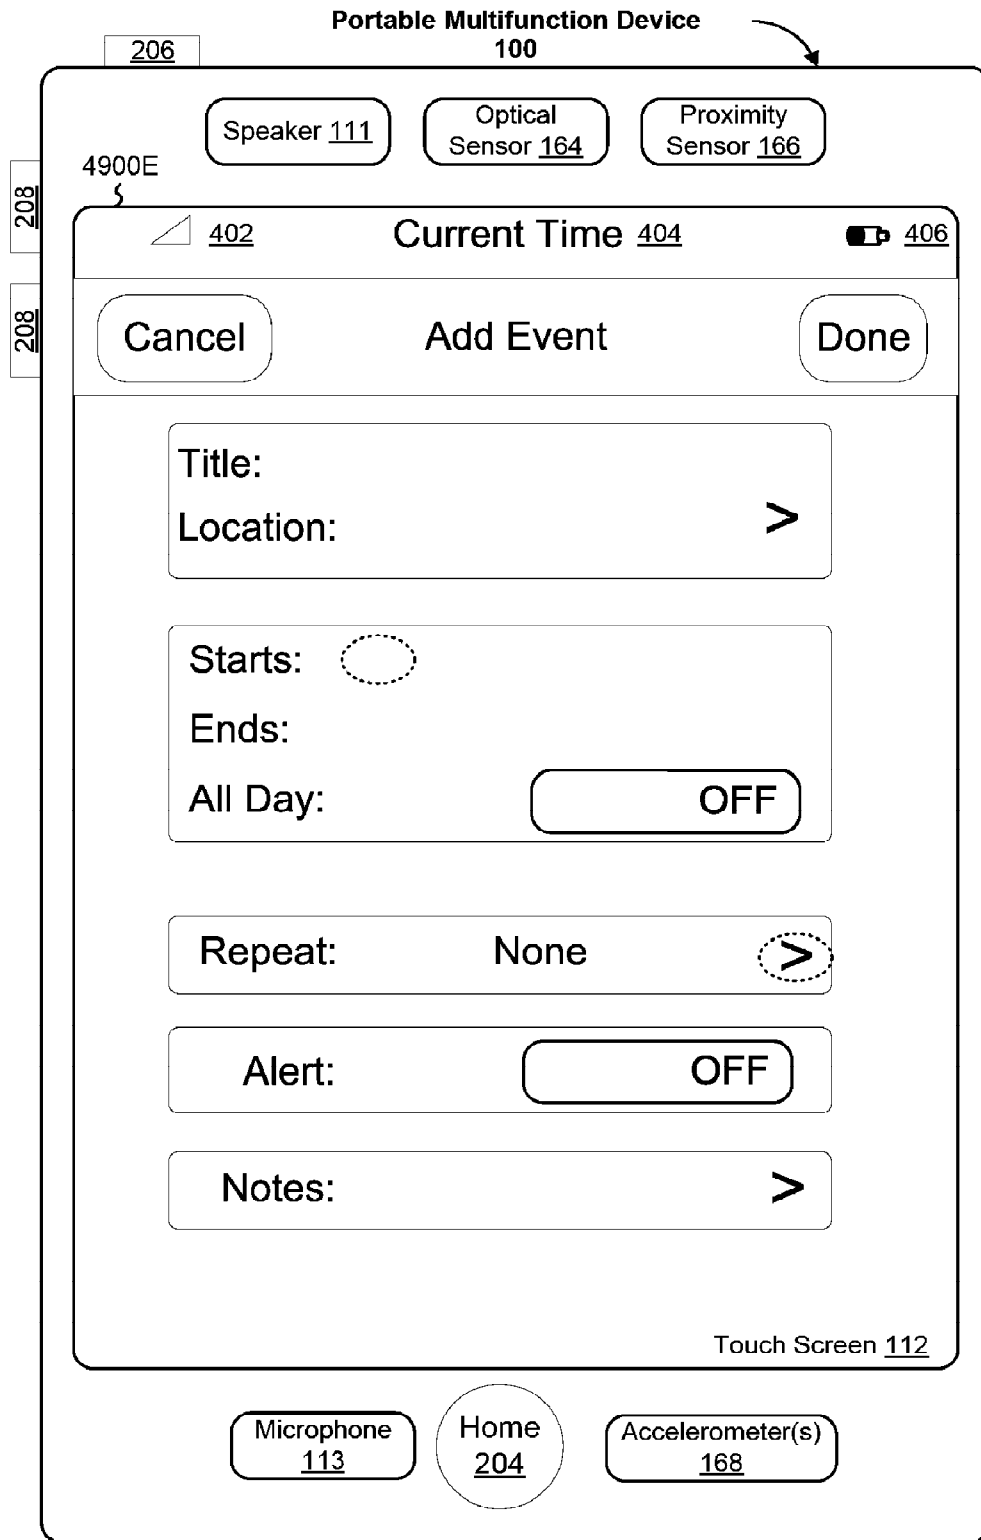 Portable Multifunction Device
100
206
Speaker 111
Optical
Sensor 164
Proximity
Sensor 166
4900E
208
402
Current Time 404
406
208
Cancel
Add Event
Done
Title:
Location:
>
Starts:
Ends:
All Day:
OFF
Repeat:
None
>
Alert:
OFF
Notes:
>
Touch Screen 112
Microphone
113
Home
204
Accelerometer(s)
168